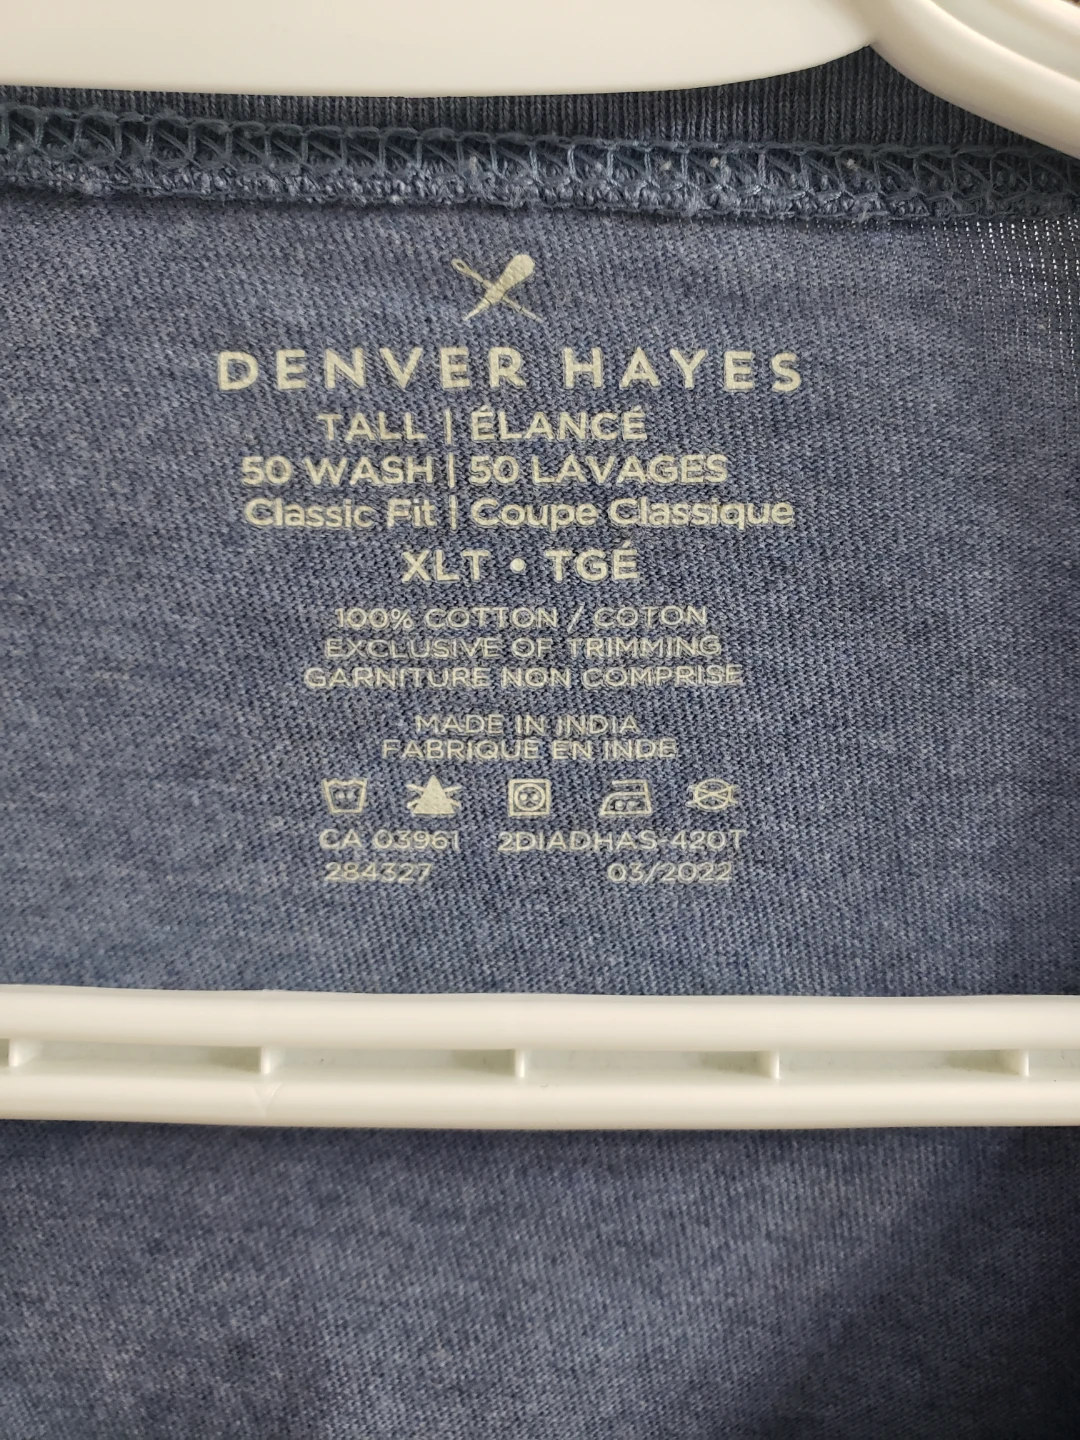 DENVER HAYES
TALL | ÉLANCÉ
50 WASH | 50 LAVAGES
Classic Fit | Coupe Classique
XLT • TGÉ
100% COTTON / COTON
EXCLUSIVE OF TRIMMING
GARNITURE NON COMPRISE
MADE IN INDIA
FABRIQUE EN INDE
CA 03961 2DIADHAS-420T
284327 03/2022